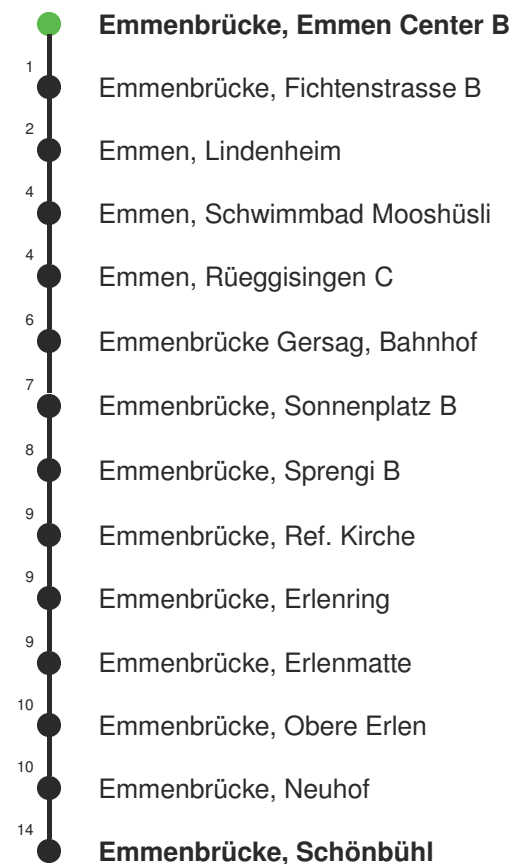 Emmenbrücke, Emmen Center B
1
Emmenbrücke, Fichtenstrasse B
2
Emmen, Lindenheim
4
Emmen, Schwimmbad Mooshüsli
4
Emmen, Rüeggisingen C
6
Emmenbrücke Gersag, Bahnhof
7
Emmenbrücke, Sonnenplatz B
8
Emmenbrücke, Sprengi B
9
Emmenbrücke, Ref. Kirche
9
Emmenbrücke, Erlenring
9
Emmenbrücke, Erlenmatte
10
Emmenbrücke, Obere Erlen
10
Emmenbrücke, Neuhof
14
Emmenbrücke, Schönbühl